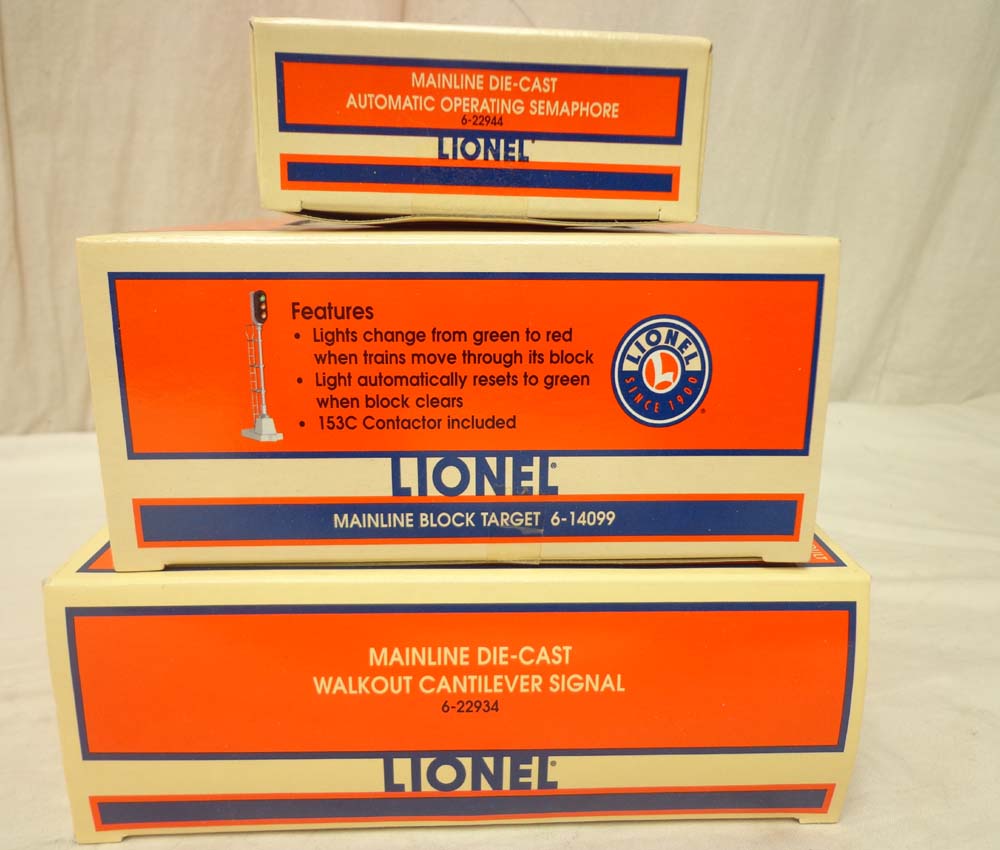 MAINLINE DIE-CAST
AUTOMATIC OPERATING SEMAPHORE
6-22944
LIONEL
Features
• Lights change from green to red
when trains move through its block
• Light automatically resets to green
when block clears
• 153C Contactor included
LIONEL
L
SINCE 1900
LIONEL®
MAINLINE BLOCK TARGET 6-14099
MAINLINE DIE-CAST
WALKOUT CANTILEVER SIGNAL
6-22934
LIONEL®